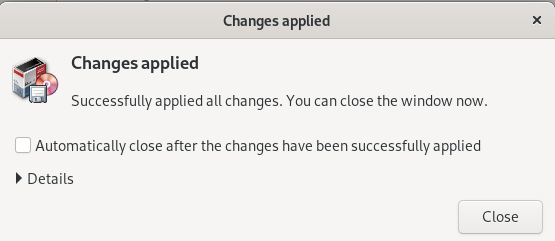 Changes applied
Changes applied
Successfully applied all changes. You can close the window now.
Automatically close after the changes have been successfully applied
Details
Close